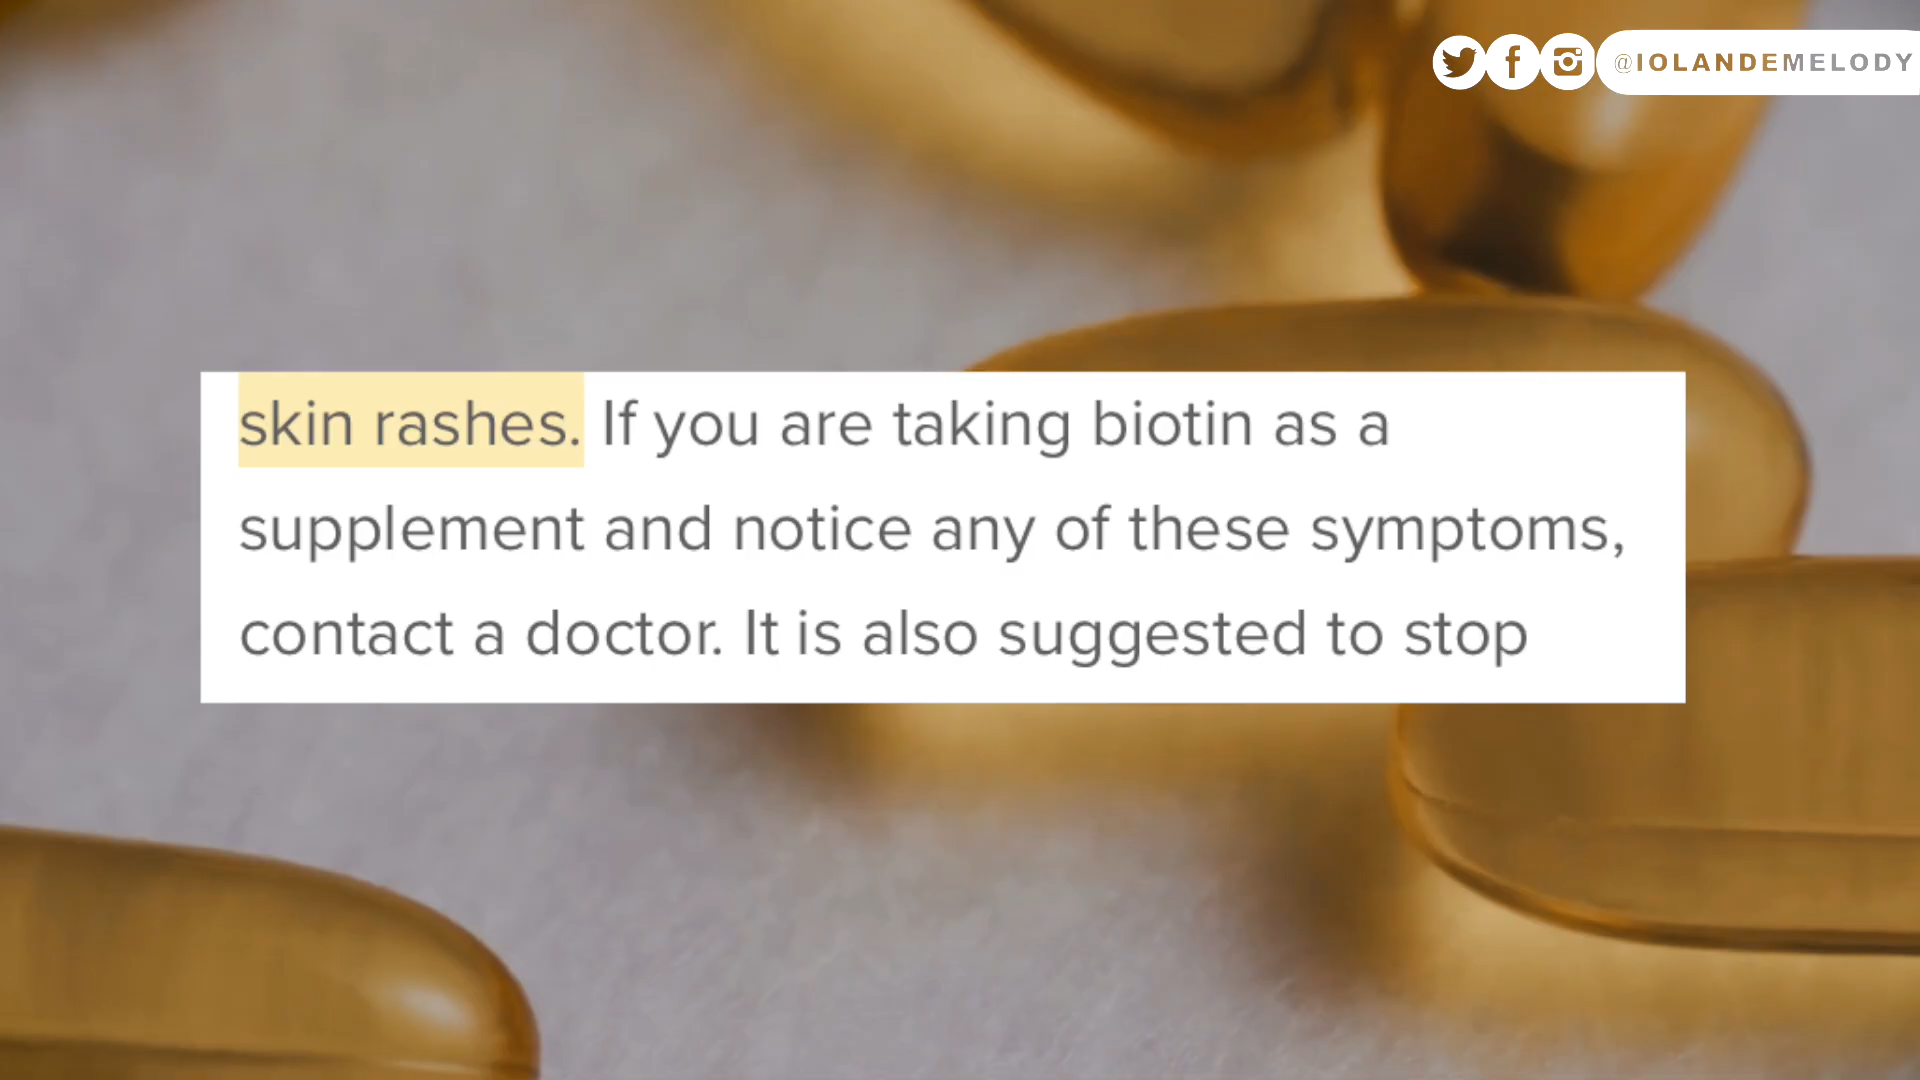 @IOLANDEMELODY
skin rashes. If you are taking biotin as a
supplement and notice any of these symptoms,
contact a doctor. It is also suggested to stop